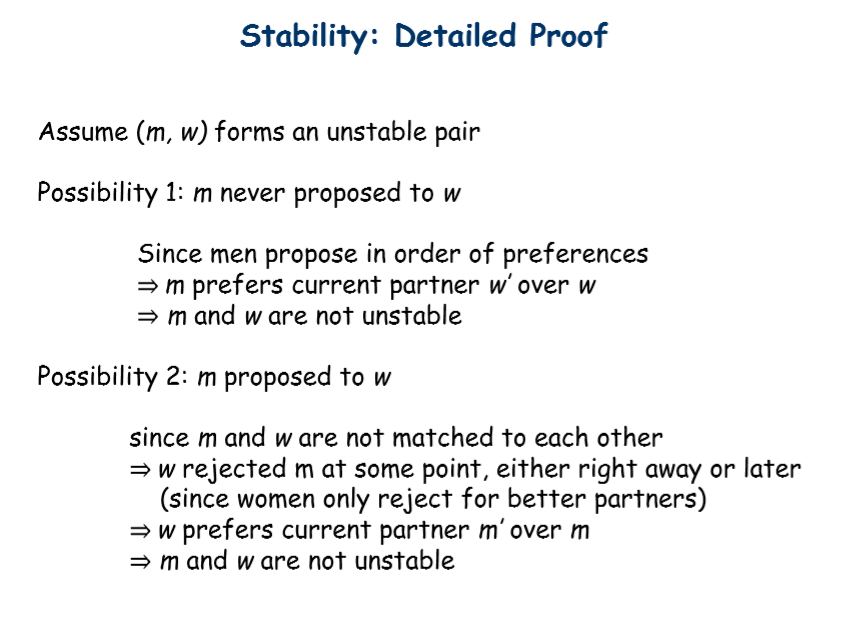 Stability: Detailed Proof
Assume (m, w) forms an unstable pair
Possibility 1: m never proposed to w
Since men propose in order of preferences
⇒ m prefers current partner w′ over w
⇒ m and w are not unstable
Possibility 2: m proposed to w
since m and w are not matched to each other
⇒ w rejected m at some point, either right away or later
(since women only reject for better partners)
⇒ w prefers current partner m′ over m
⇒ m and w are not unstable